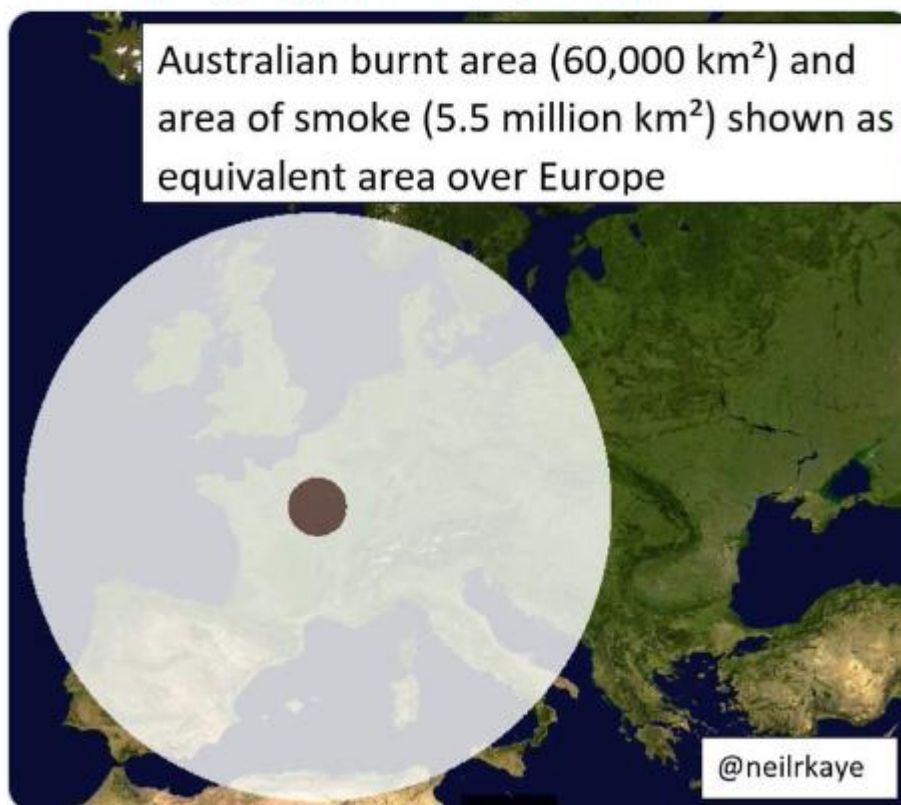 Australian burnt area (60,000 km²) and
area of smoke (5.5 million km²) shown as
equivalent area over Europe
@neilrkaye